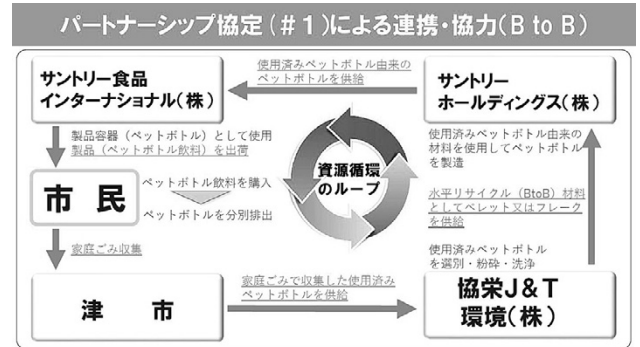 パートナーシップ協定(#1)による連携・協力(B to B)
サントリー食品
インターナショナル(株)
使用済みペットボトル由来の
ペットボトルを供給
サントリー
ホールディングス(株)
製品容器(ペットボトル)として使用
製品(ペットボトル飲料)を出荷
資源循環
のループ
使用済みペットボトル由来の
材料を使用してペットボトル
を製造
市 民
ペットボトル飲料を購入
ペットボトルを分別排出
水平リサイクル(BtoB)材料
としてペレット又はフレーク
を供給
家庭ごみ収集
使用済みペットボトル
を選別・粉砕・洗浄
津 市
家庭ごみで収集した使用済み
ペットボトルを供給
協栄J&T
環境(株)